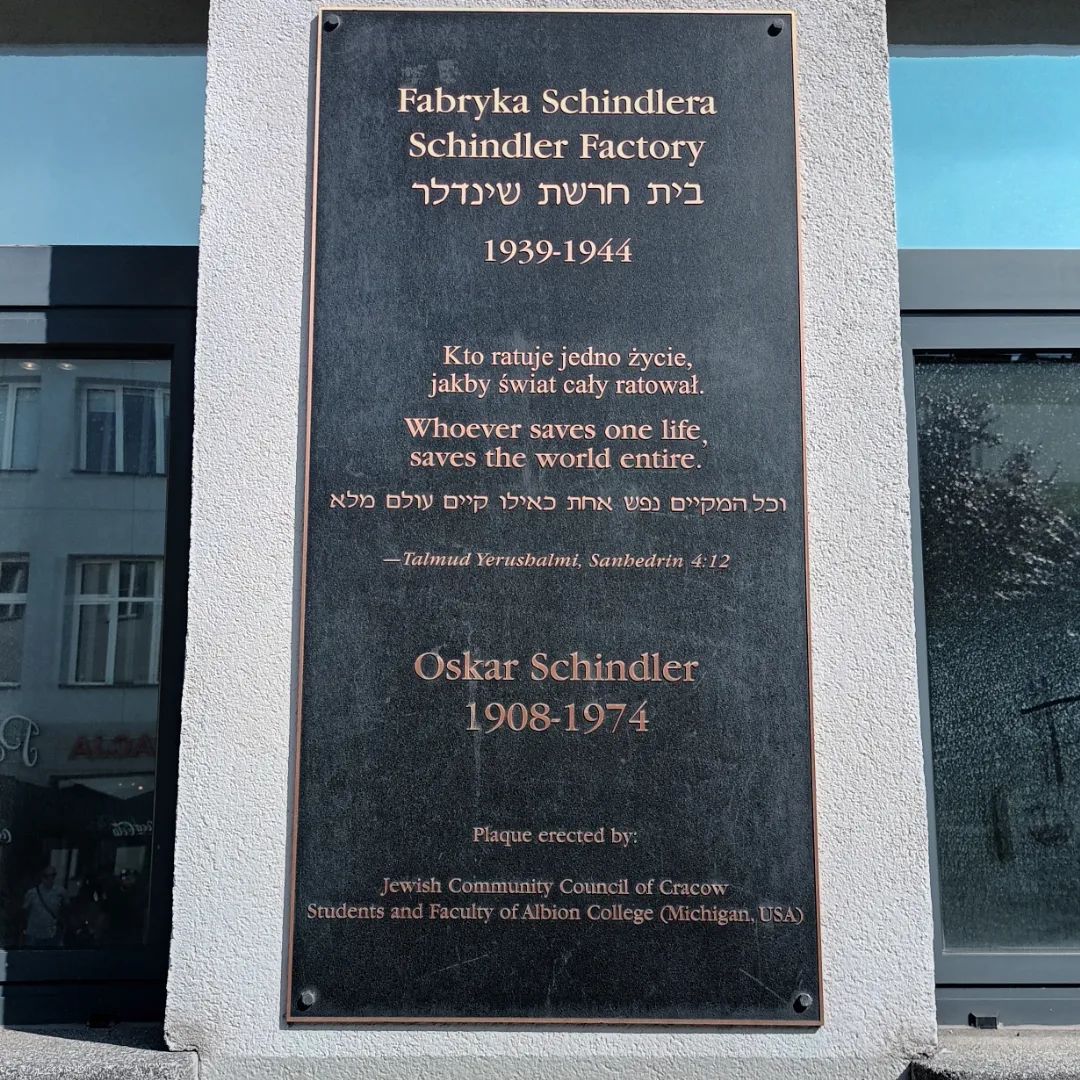 Fabryka Schindlera
Schindler Factory
בית חרשת שינדלר
1939-1944
Kto ratuje jedno życie,
jakby świat cały ratował.
Whoever saves one life,
saves the world entire.
וכל המקיים נפש אחת כאילו קיים עולם מלא
—Talmud Yerushalmi, Sanhedrin 4:12
Oskar Schindler
1908-1974
Plaque erected by:
Jewish Community Council of Cracow
Students and Faculty of Albion College (Michigan, USA)